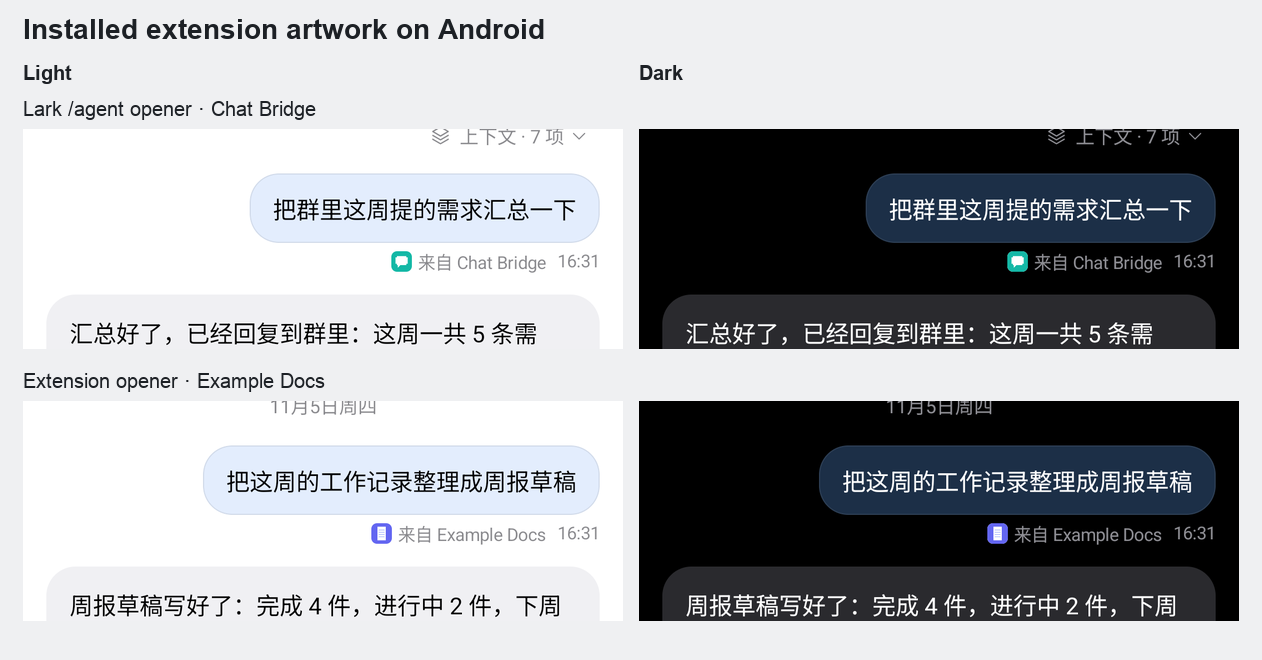 Installed extension artwork on Android
Light
Dark
Lark /agent opener · Chat Bridge
上下文 · 7 项
把群里这周提的需求汇总一下
来自 Chat Bridge 16:31
汇总好了，已经回复到群里：这周一共 5 条需
上下文 · 7 项
把群里这周提的需求汇总一下
来自 Chat Bridge 16:31
汇总好了，已经回复到群里：这周一共 5 条需
Extension opener · Example Docs
11月5日周四
把这周的工作记录整理成周报草稿
来自 Example Docs 16:31
周报草稿写好了：完成 4 件，进行中 2 件，下周
11月5日周四
把这周的工作记录整理成周报草稿
来自 Example Docs 16:31
周报草稿写好了：完成 4 件，进行中 2 件，下周